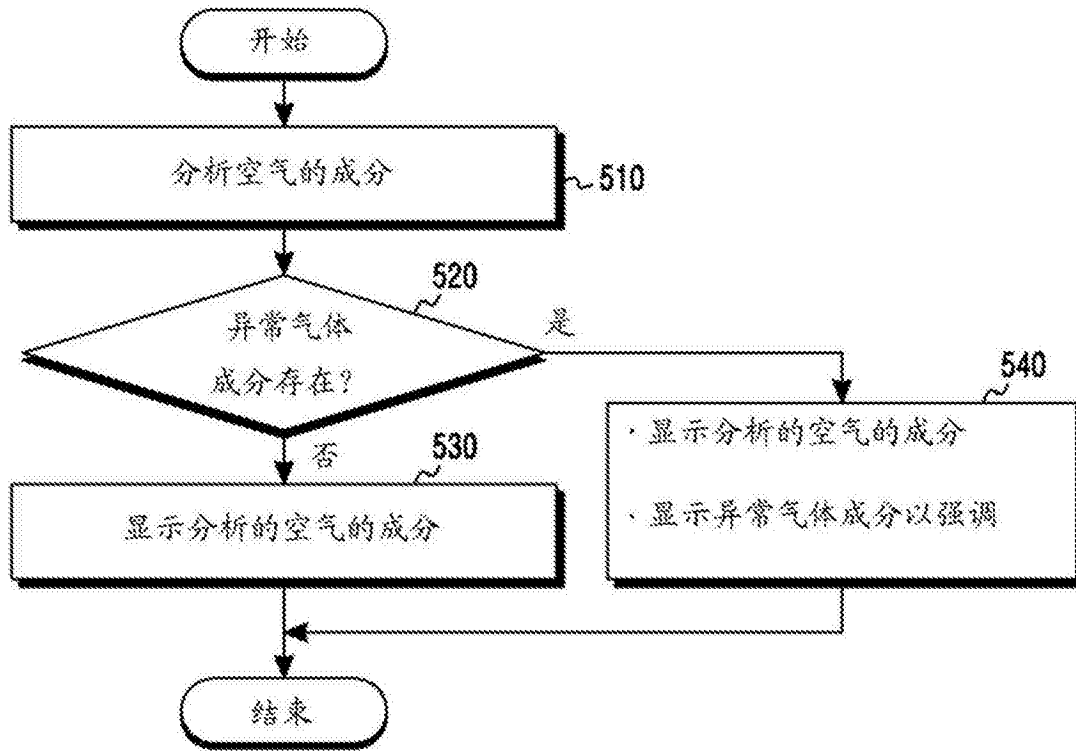 开始
分析空气的成分
510
520
异常气体
成分存在?
是
否
530
显示分析的空气的成分
540
· 显示分析的空气的成分
· 显示异常气体成分以强调
结束